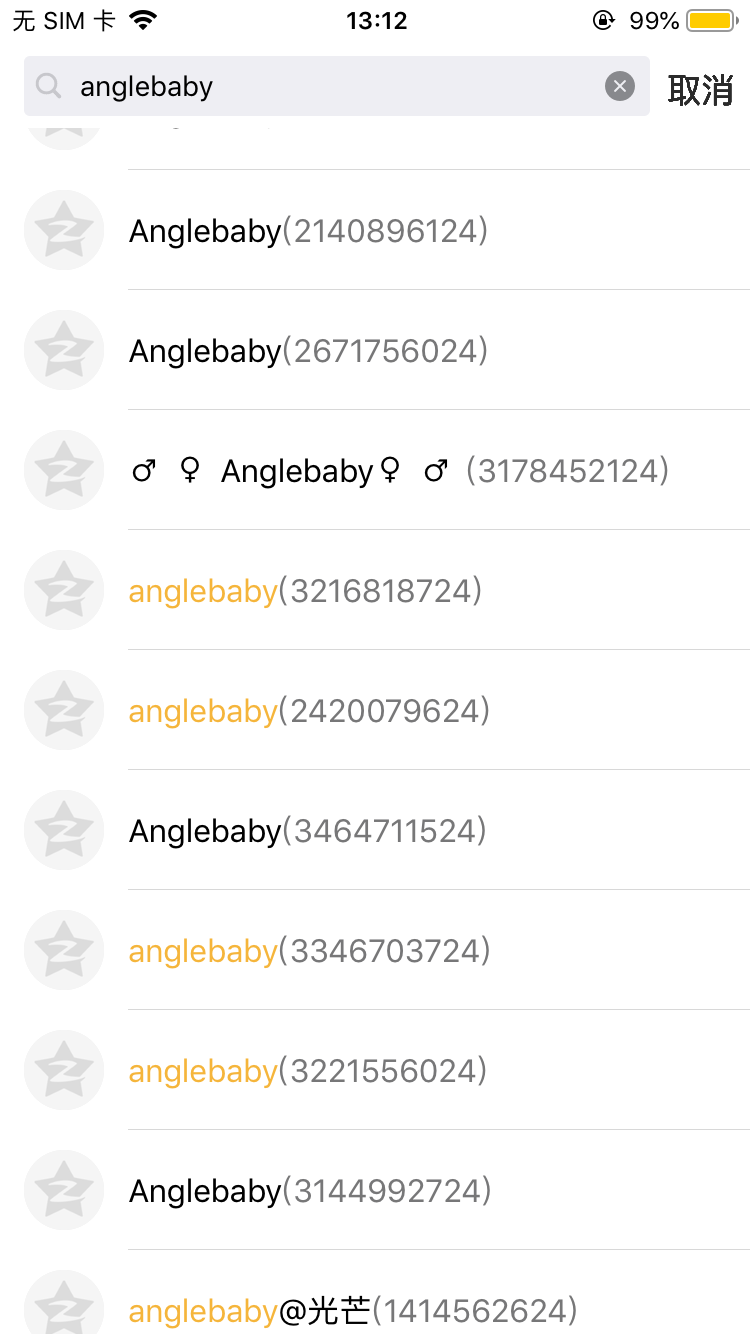 无 SIM 卡 13:12 99%
anglebaby 取消
Anglebaby(2140896124)
Anglebaby(2671756024)
♂ ♀ Anglebaby♀ ♂ (3178452124)
anglebaby(3216818724)
anglebaby(2420079624)
Anglebaby(3464711524)
anglebaby(3346703724)
anglebaby(3221556024)
Anglebaby(3144992724)
anglebaby@光芒(1414562624)